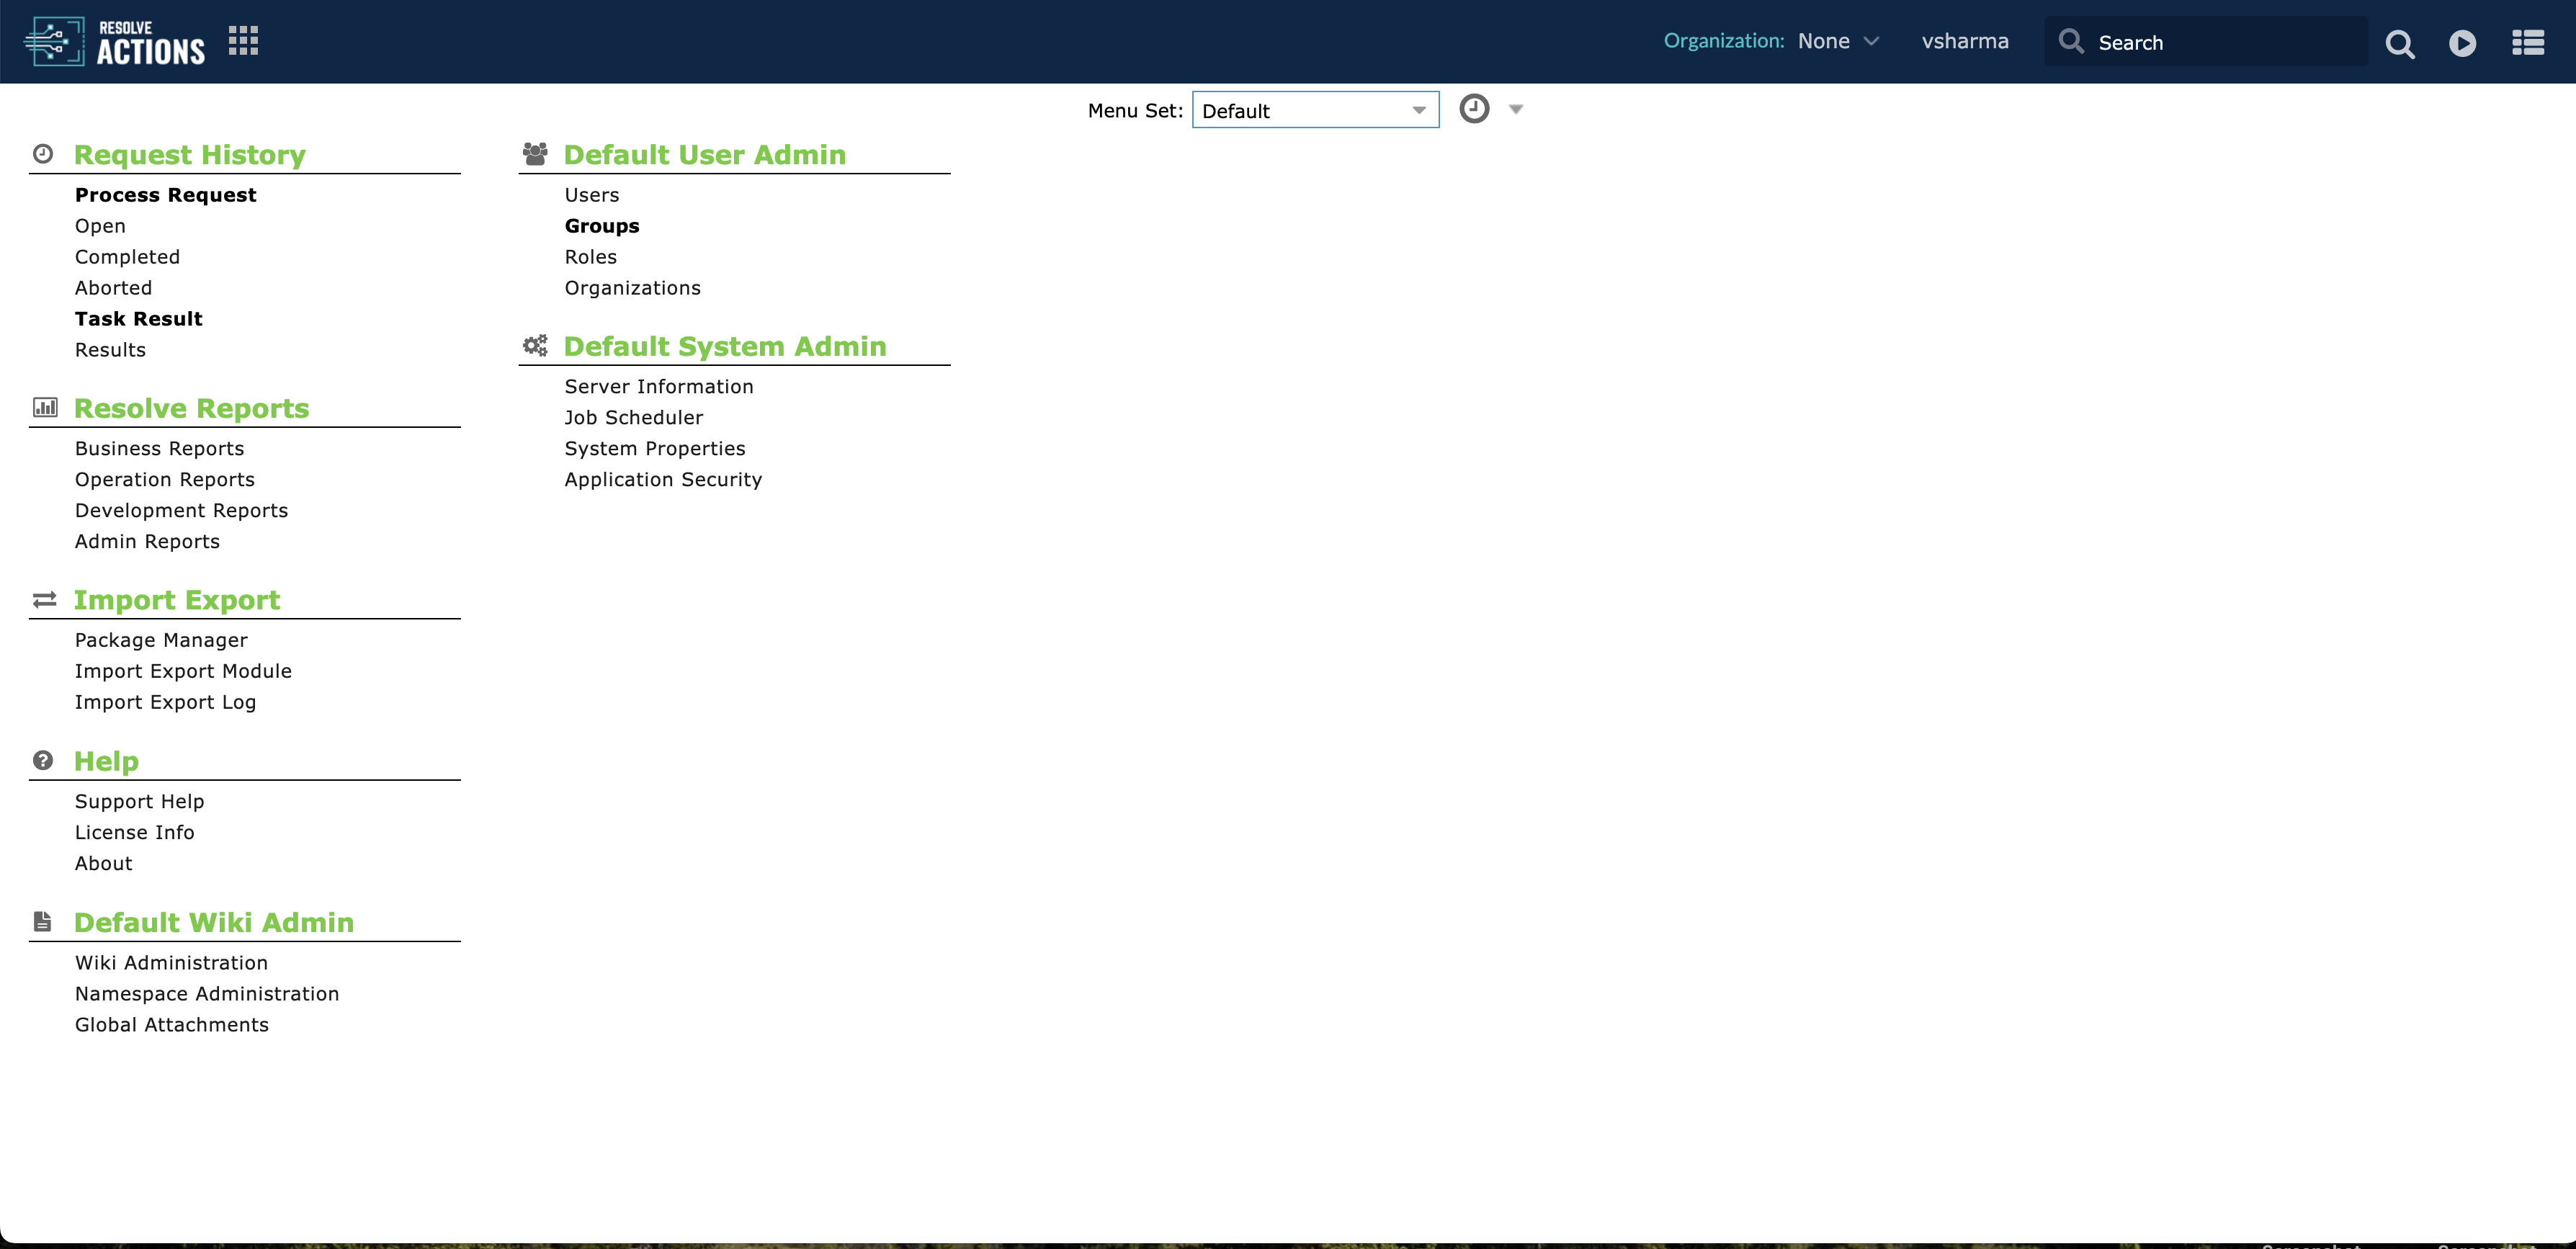 RESOLVE
ACTIONS
Organization: None
vsharma
Search
Menu Set: Default
Request History
Process Request
Open
Completed
Aborted
Task Result
Results
Resolve Reports
Business Reports
Operation Reports
Development Reports
Admin Reports
Import Export
Package Manager
Import Export Module
Import Export Log
Help
Support Help
License Info
About
Default Wiki Admin
Wiki Administration
Namespace Administration
Global Attachments
Default User Admin
Users
Groups
Roles
Organizations
Default System Admin
Server Information
Job Scheduler
System Properties
Application Security